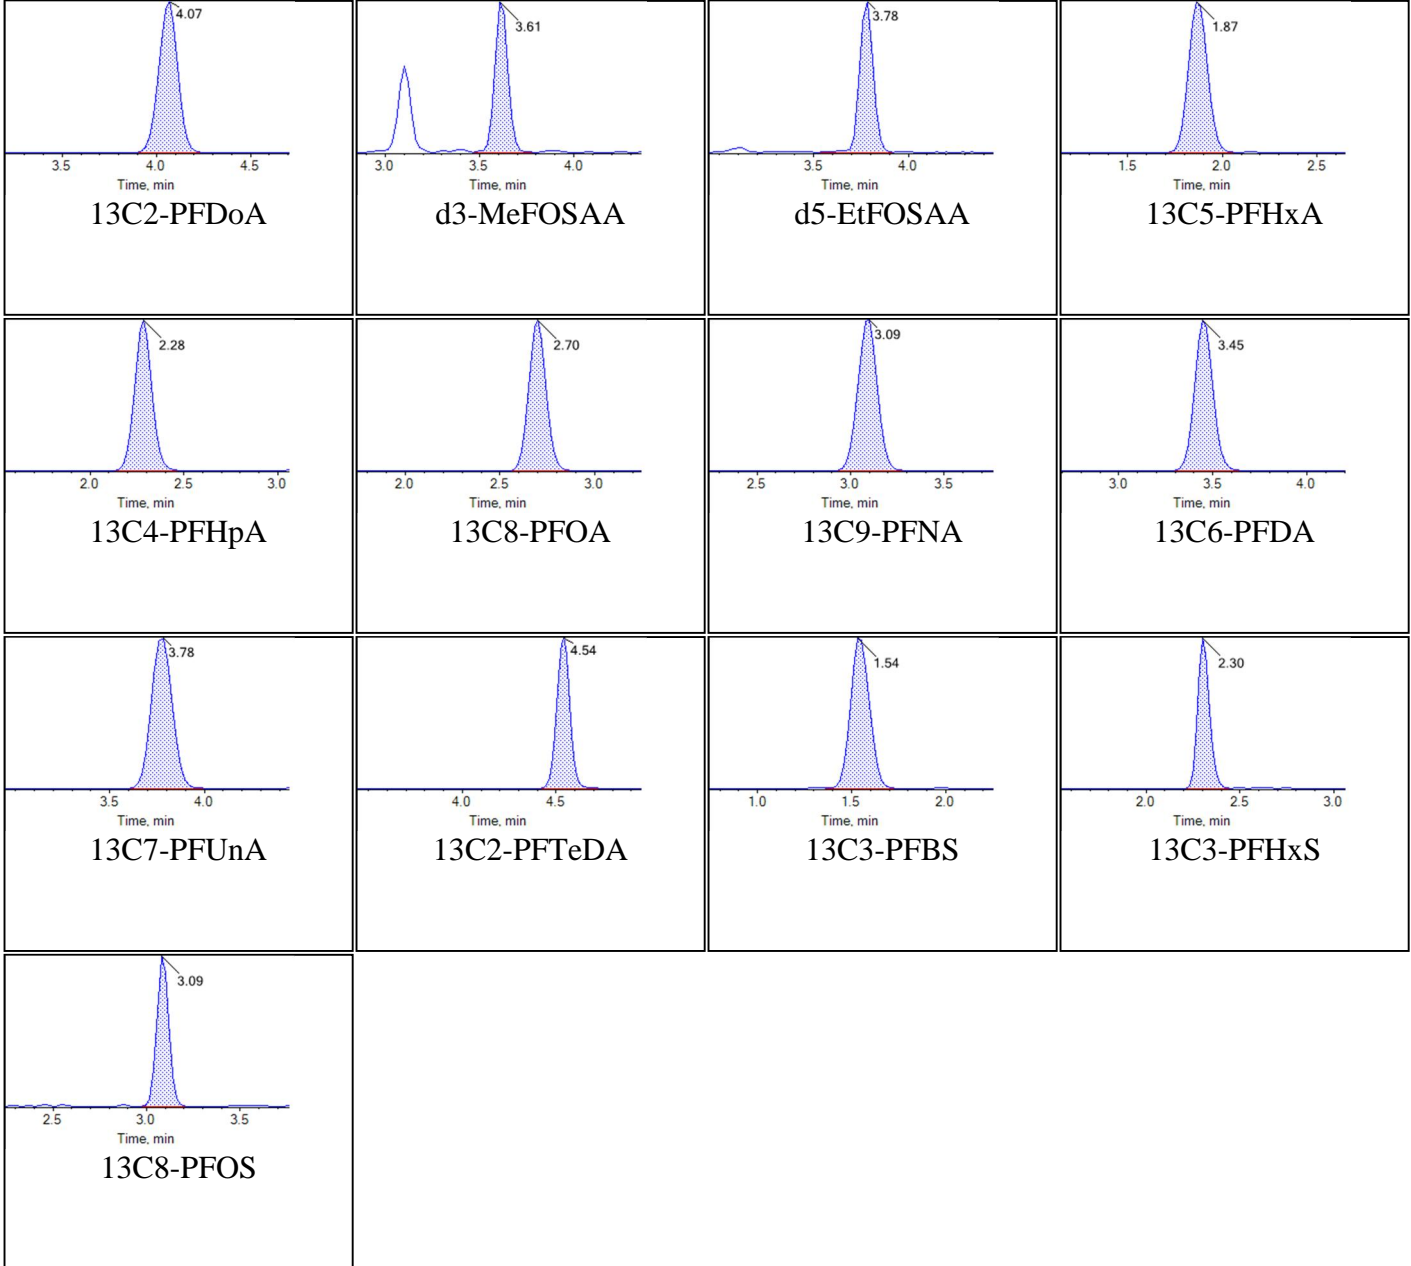 4.07
3.5 4.0 4.5
Time, min
13C2-PFDoA
3.61
3.0 3.5 4.0
Time, min
d3-MeFOSAA
3.78
3.5 4.0
Time, min
d5-EtFOSAA
1.87
1.5 2.0 2.5
Time, min
13C5-PFHxA
2.28
2.0 2.5 3.0
Time, min
13C4-PFHpA
2.70
2.0 2.5 3.0
Time, min
13C8-PFOA
3.09
2.5 3.0 3.5
Time, min
13C9-PFNA
3.45
3.0 3.5 4.0
Time, min
13C6-PFDA
3.78
3.5 4.0
Time, min
13C7-PFUnA
4.54
4.0 4.5
Time, min
13C2-PFTeDA
1.54
1.0 1.5 2.0
Time, min
13C3-PFBS
2.30
2.0 2.5 3.0
Time, min
13C3-PFHxS
3.09
2.5 3.0 3.5
Time, min
13C8-PFOS